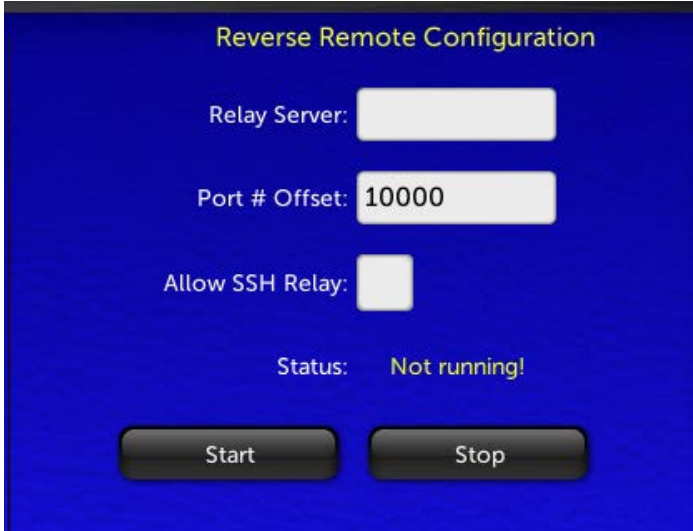 Reverse Remote Configuration
Relay Server:
Port # Offset: 10000
Allow SSH Relay:
Status: Not running!
Start Stop